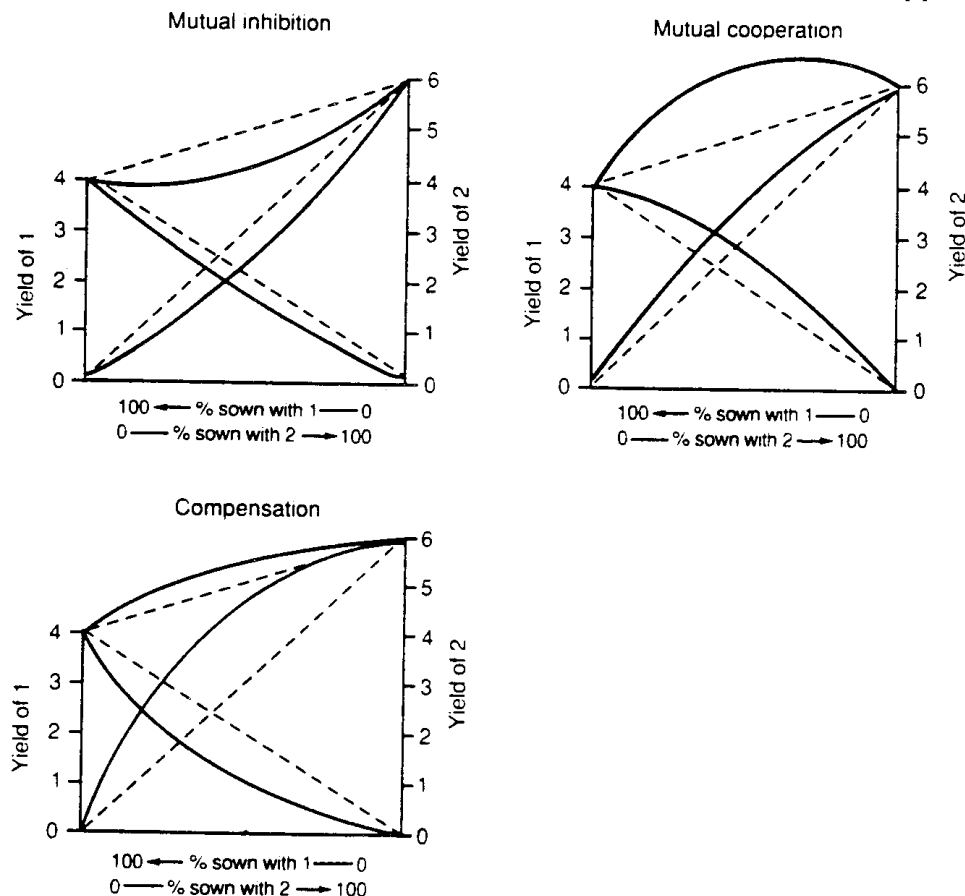 Mutual inhibition
6
5
4
3
2
1
0
Yield of 2
4
3
2
1
0
Yield of 1
100 ← % sown with 1 — 0
0 — % sown with 2 → 100
Mutual cooperation
6
5
4
3
2
1
0
Yield of 2
4
3
2
1
0
Yield of 1
100 ← % sown with 1 — 0
0 — % sown with 2 → 100
Compensation
6
5
4
3
2
1
0
Yield of 2
4
3
2
1
0
Yield of 1
100 ← % sown with 1 — 0
0 — % sown with 2 → 100